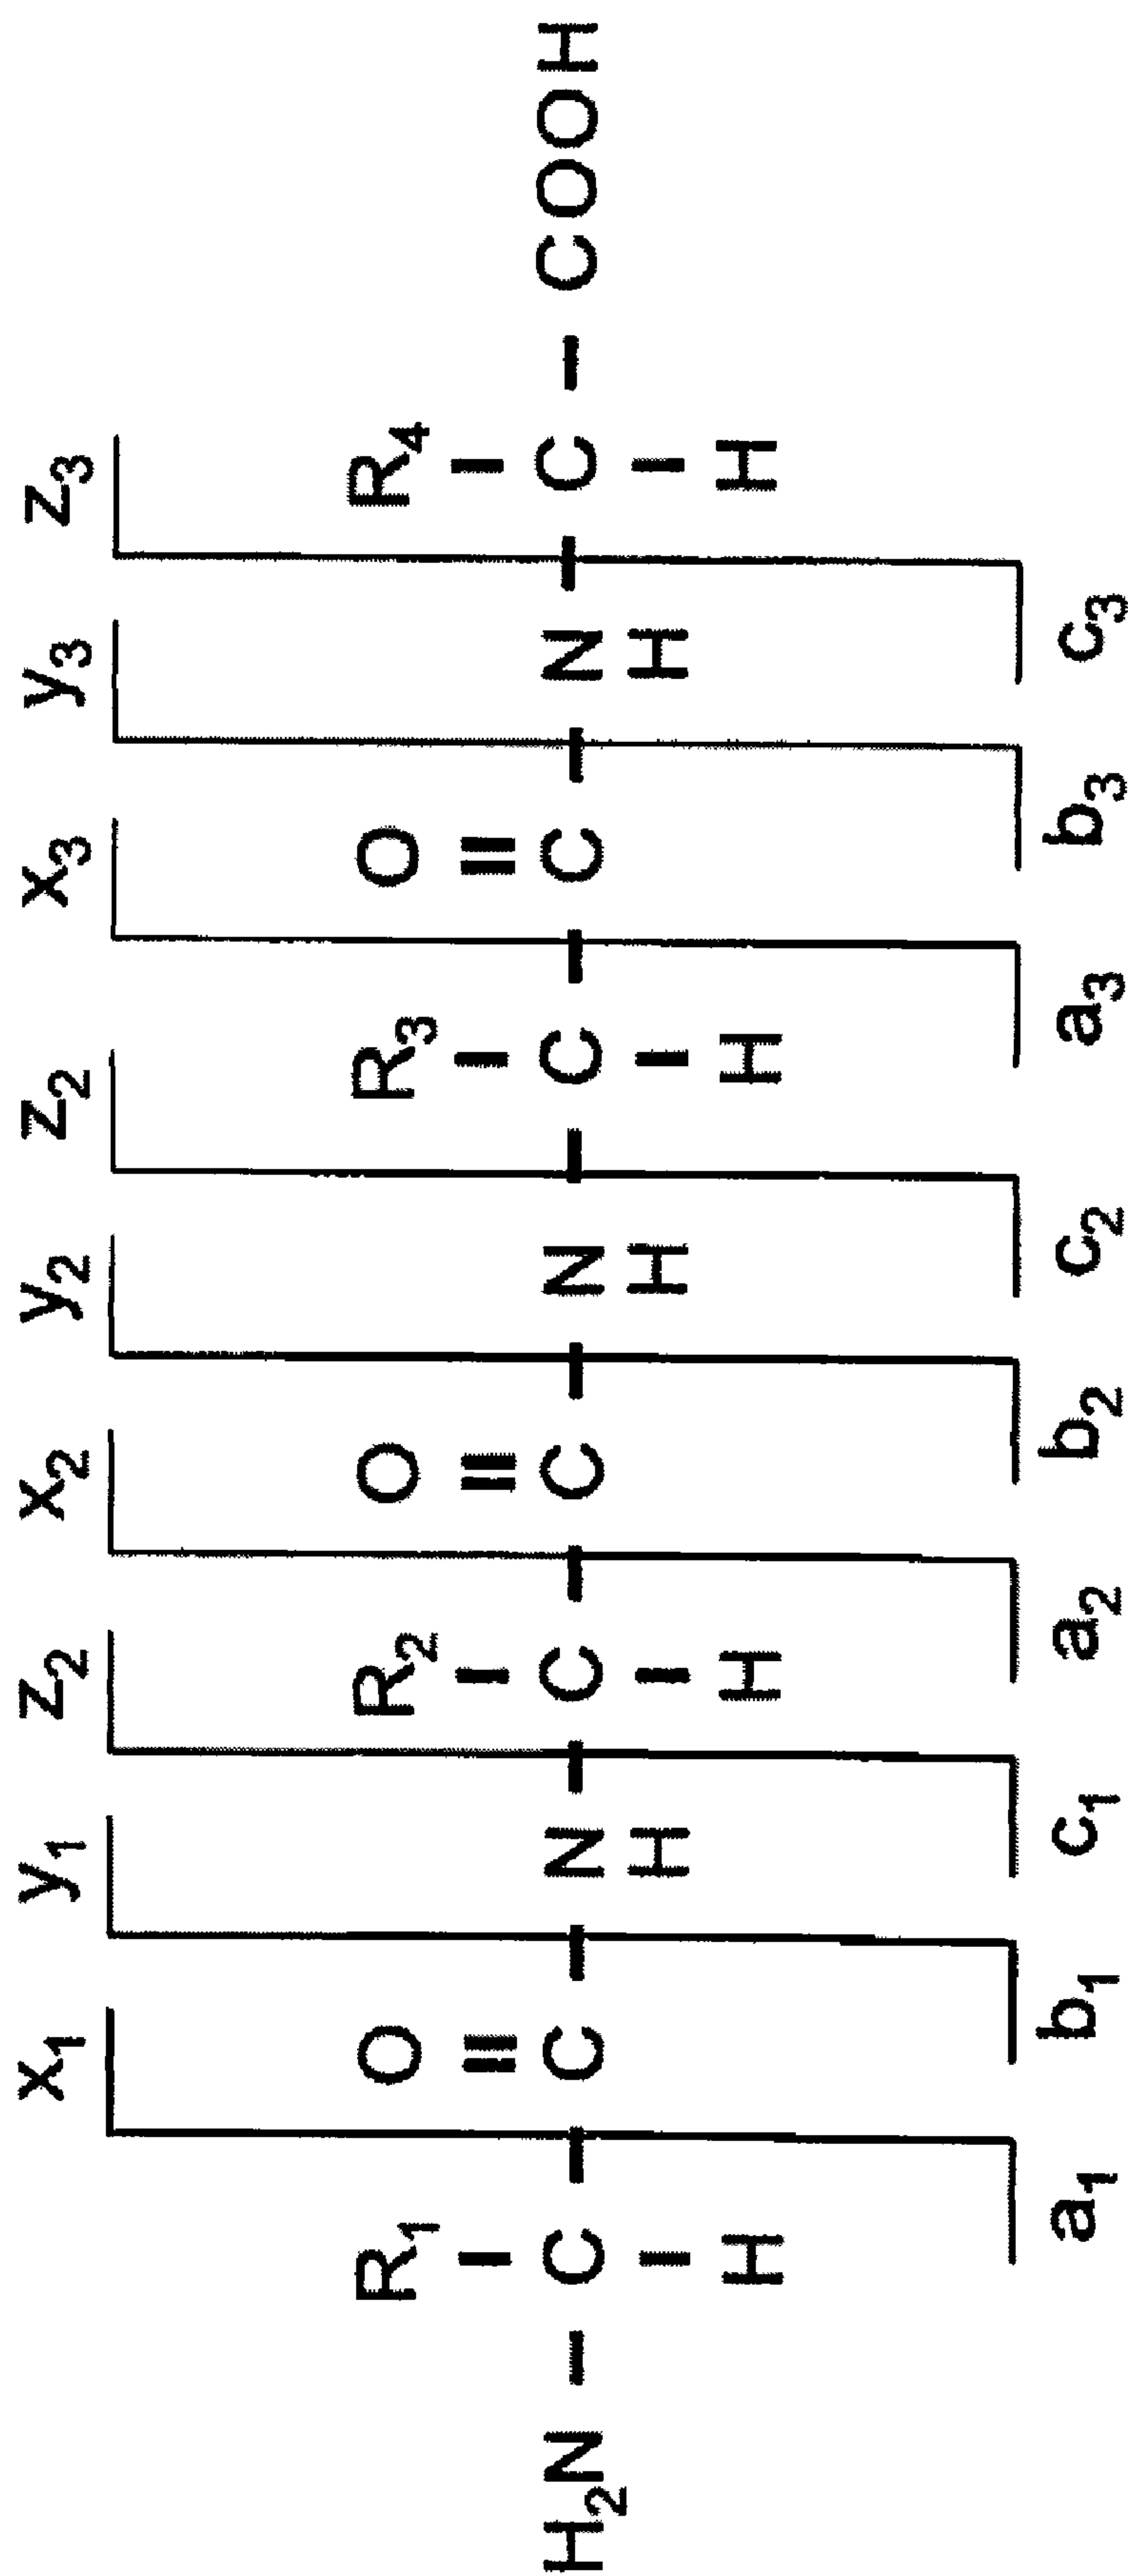 x₁ y₁ z₂ x₂ y₂ z₂ x₃ y₃ z₃
R₁ O R₂ O R₃ O R₄
H₂N – C – C – N – C – C – N – C – C – N – C – COOH
H H H H H H H
a₁ b₁ c₁ a₂ b₂ c₂ a₃ b₃ c₃